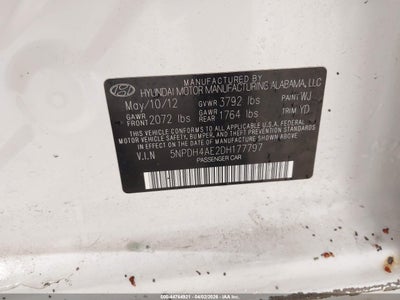 MANUFACTURED BY
HYUNDAI MOTOR MANUFACTURING ALABAMA, LLC
May/10/12 GVWR 3792 lbs PAINT WJ
GAWR FRONT 2072 lbs GAWR REAR 1764 lbs TRIM YD
THIS VEHICLE CONFORMS TO ALL APPLICABLE
U.S.A. FEDERAL MOTOR VEHICLE
SAFETY, BUMPER, AND THEFT PREVENTION STANDARDS
IN EFFECT ON THE DATE OF MANUFACTURE SHOWN ABOVE.
V.I.N 5NPDH4AE2DH177797
PASSENGER CAR